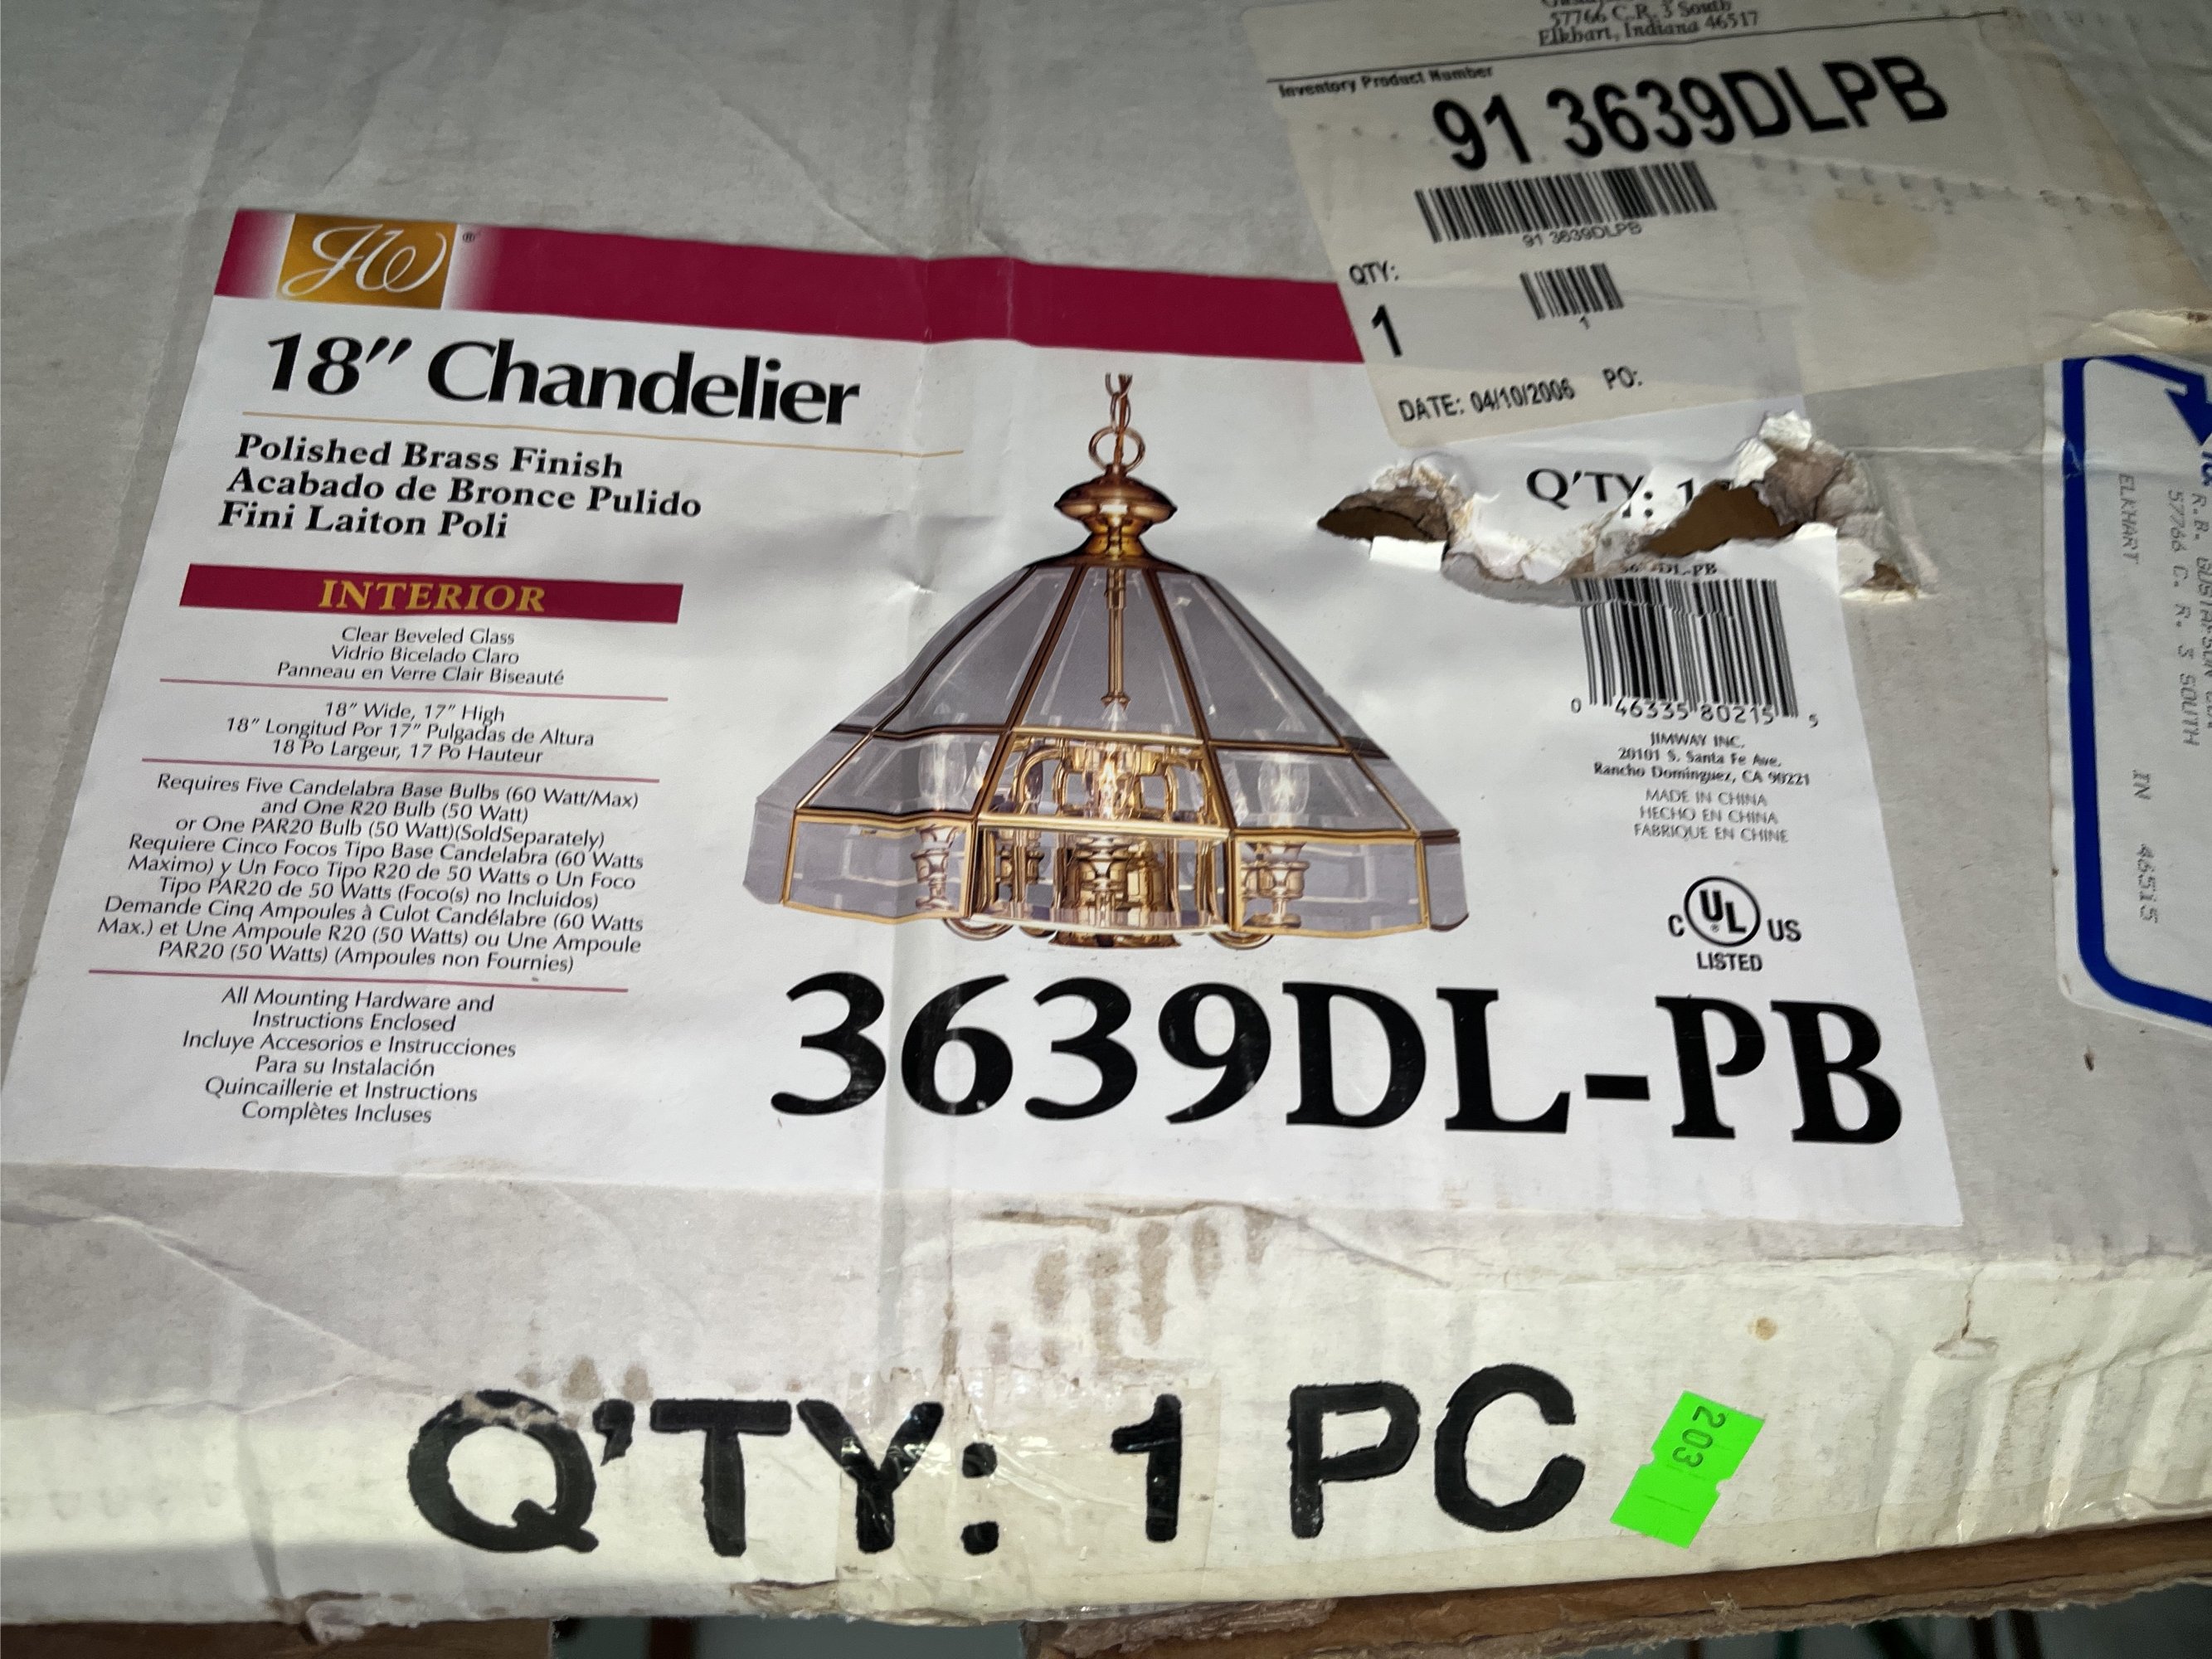 57766 C.R. 3 South
Elkhart, Indiana 46517
Inventory Product Number
91 3639DLPB
91 3639DLPB
QTY:
1
1
DATE: 04/10/2006 PO:
JW®
18" Chandelier
Polished Brass Finish
Acabado de Bronce Pulido
Fini Laiton Poli
INTERIOR
Clear Beveled Glass
Vidrio Bicelado Claro
Panneau en Verre Clair Biseauté
18" Wide, 17" High
18" Longitud Por 17" Pulgadas de Altura
18 Po Largeur, 17 Po Hauteur
Requires Five Candelabra Base Bulbs (60 Watt/Max)
and One R20 Bulb (50 Watt)
or One PAR20 Bulb (50 Watt)(SoldSeparately)
Requiere Cinco Focos Tipo Base Candelabra (60 Watts
Maximo) y Un Foco Tipo R20 de 50 Watts o Un Foco
Tipo PAR20 de 50 Watts (Foco(s) no Incluidos)
Demande Cinq Ampoules à Culot Candélabre (60 Watts
Max.) et Une Ampoule R20 (50 Watts) ou Une Ampoule
PAR20 (50 Watts) (Ampoules non Fournies)
All Mounting Hardware and
Instructions Enclosed
Incluye Accesorios e Instrucciones
Para su Instalación
Quincaillerie et Instructions
Complètes Incluses
Q'TY: 1
DL-PB
0 46335 80215 5
JIMWAY INC.
20101 S. Santa Fe Ave.
Rancho Dominguez, CA 90221
MADE IN CHINA
HECHO EN CHINA
FABRIQUE EN CHINE
C UL® US
LISTED
3639DL-PB
57766 C. R. 3 SOUTH
ELKHART IN 46515
Q'TY: 1 PC
203